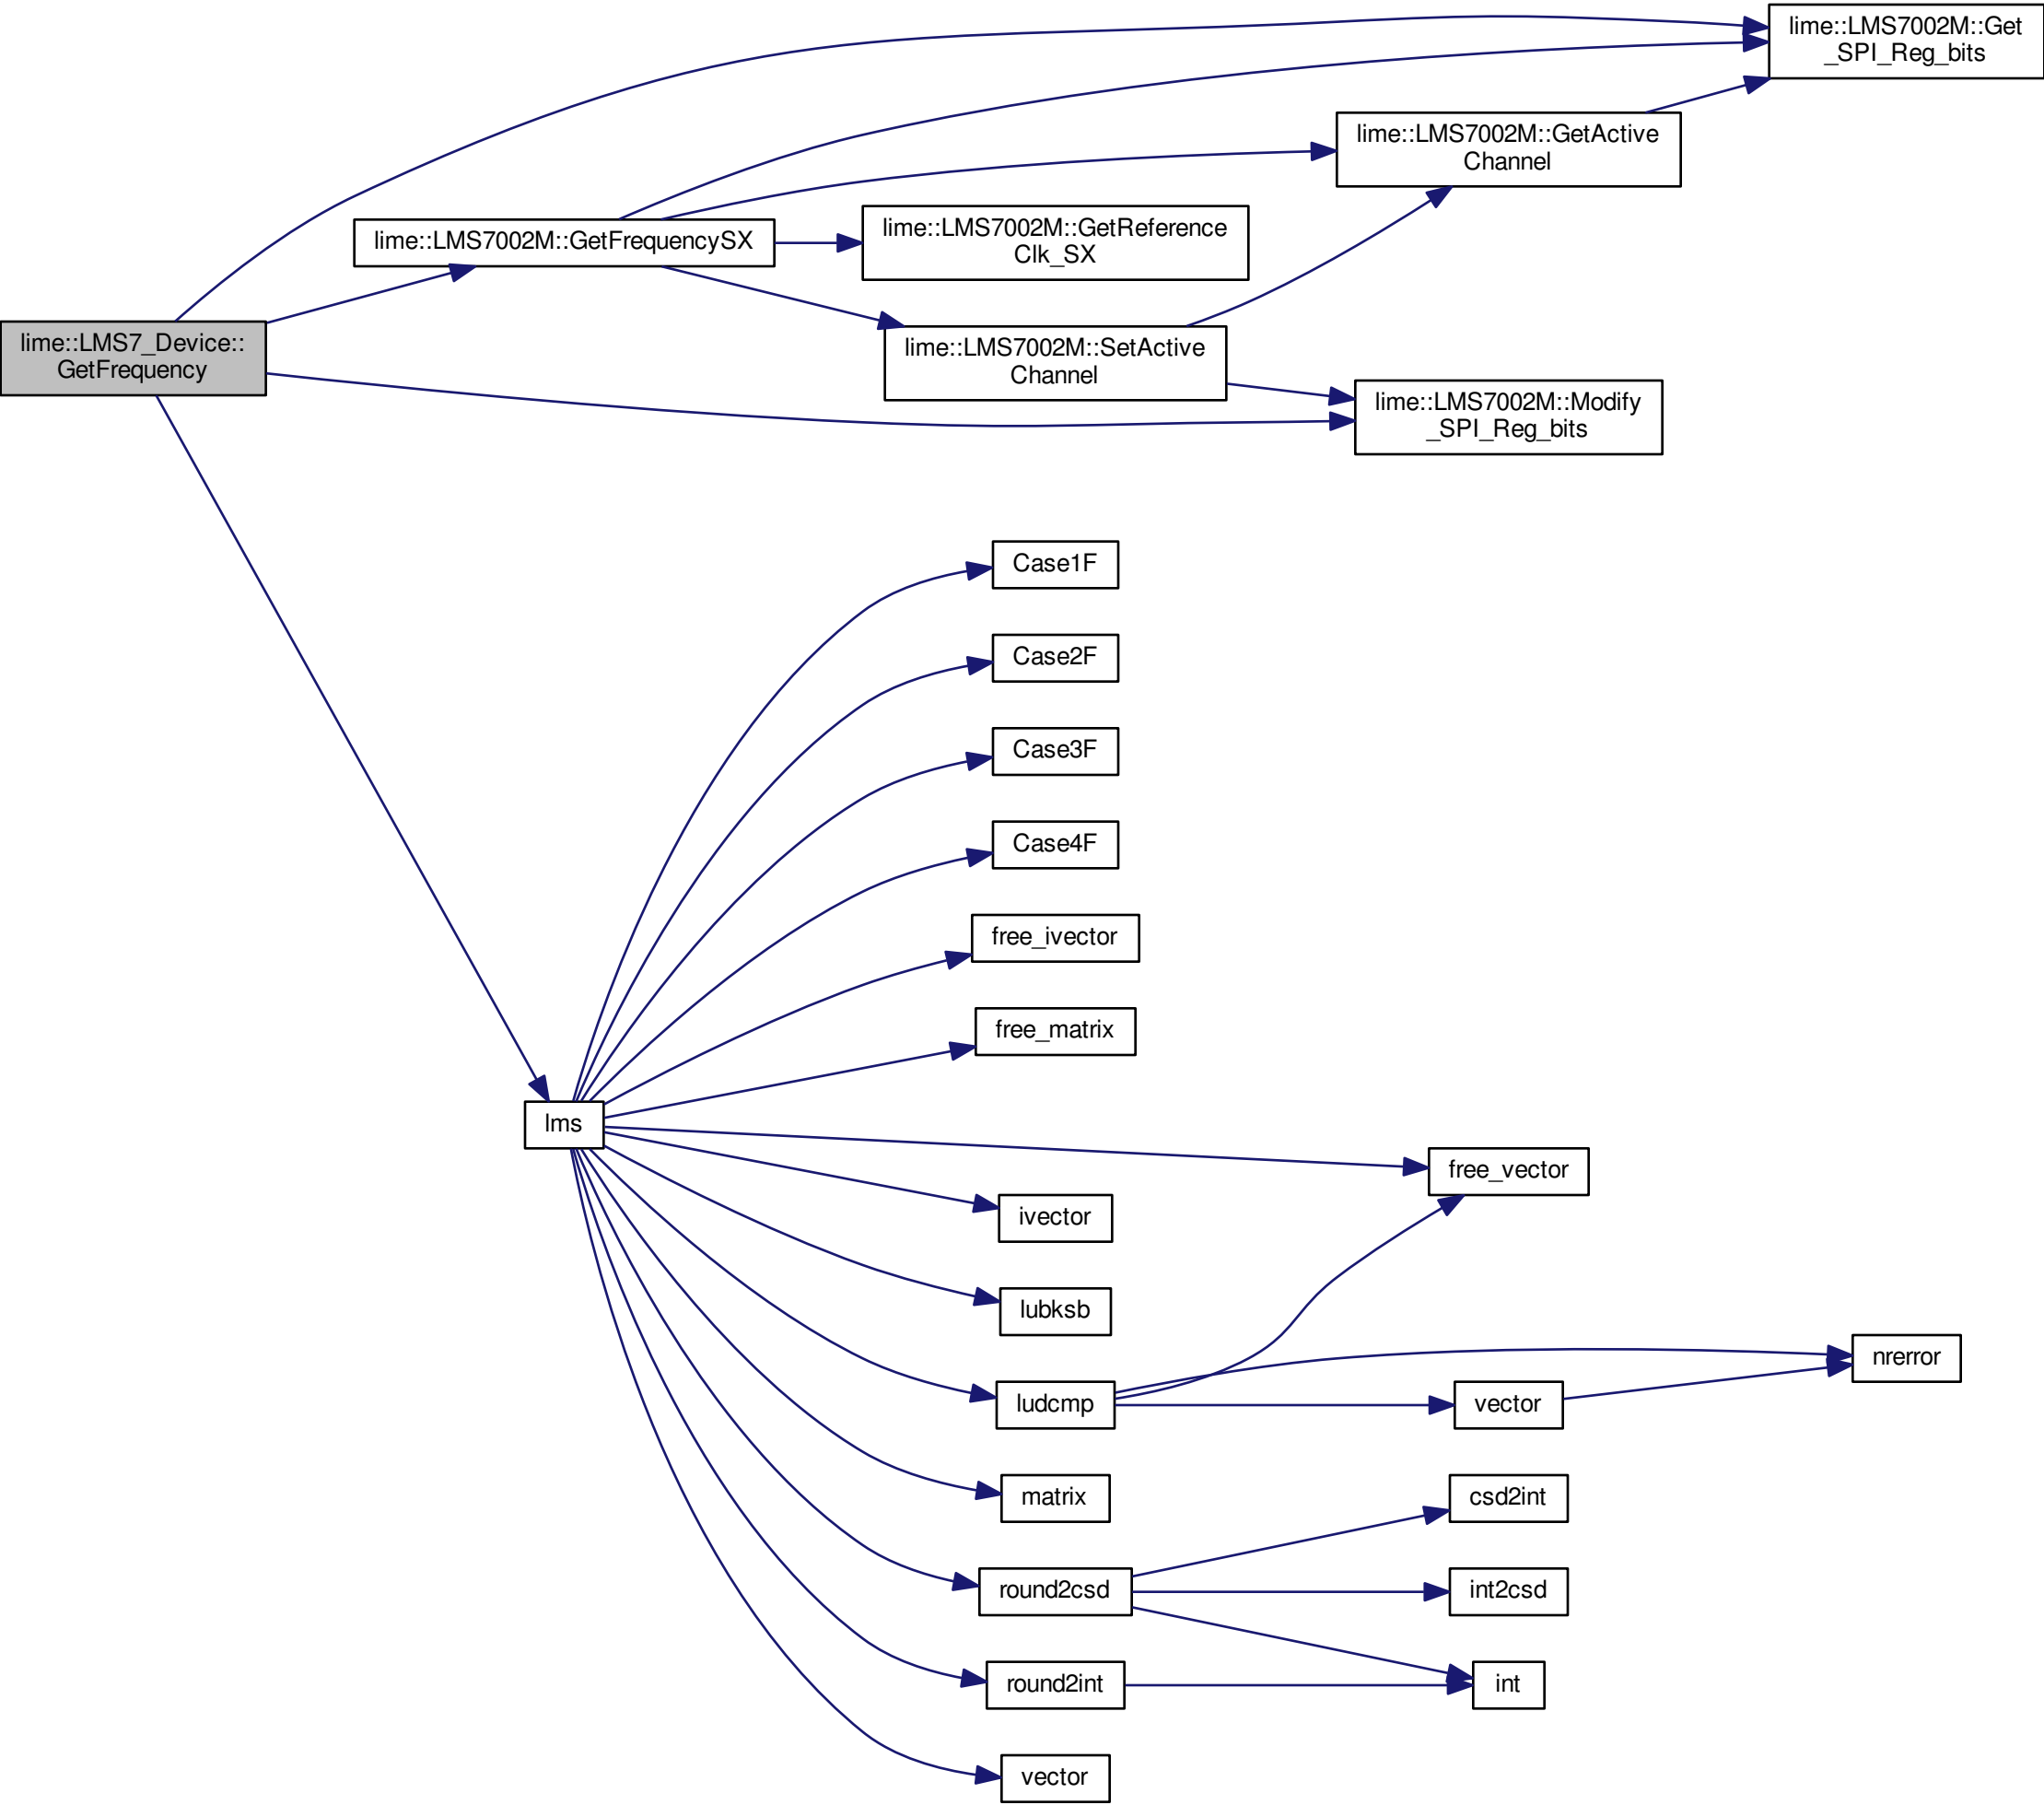 lime::LMS7002M::Get
_SPI_Reg_bits
lime::LMS7002M::GetActive
Channel
lime::LMS7002M::GetFrequencySX
lime::LMS7002M::GetReference
Clk_SX
lime::LMS7_Device::
GetFrequency
lime::LMS7002M::SetActive
Channel
lime::LMS7002M::Modify
_SPI_Reg_bits
Case1F
Case2F
Case3F
Case4F
free_ivector
free_matrix
lms
free_vector
ivector
lubksb
nrerror
ludcmp
vector
matrix
csd2int
round2csd
int2csd
round2int
int
vector